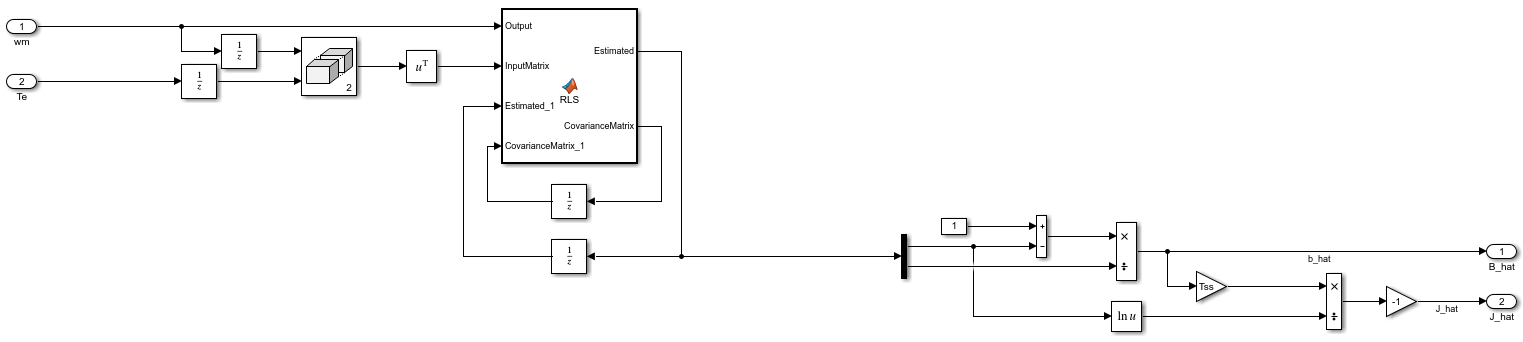 1
wm
2
Te
1
z
1
z
2
uT
Output
InputMatrix
Estimated_1
CovarianceMatrix_1
Estimated
CovarianceMatrix
RLS
1
z
1
z
1
+
−
×
÷
ln u
b_hat
Tss
×
÷
-1
J_hat
1
B_hat
2
J_hat